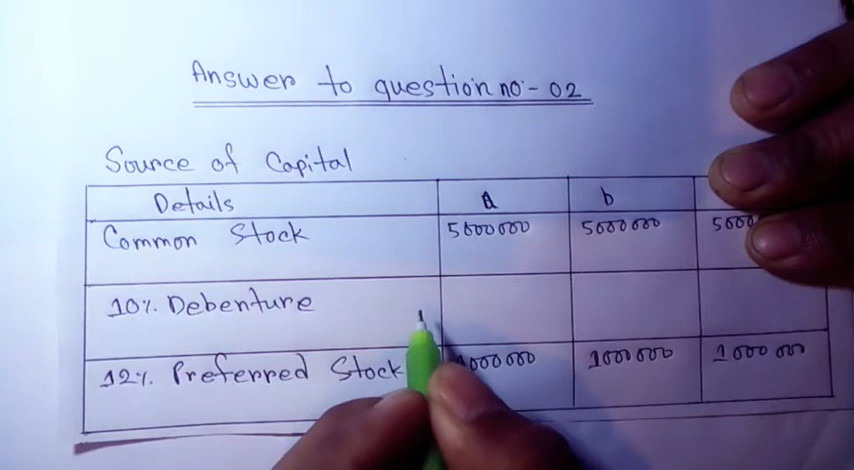 Answer to question no:- 02
Source of Capital
Details a b
Common Stock 5000000 5000000
10% Debenture
12% Preferred Stock 1000000 1000000 1000000